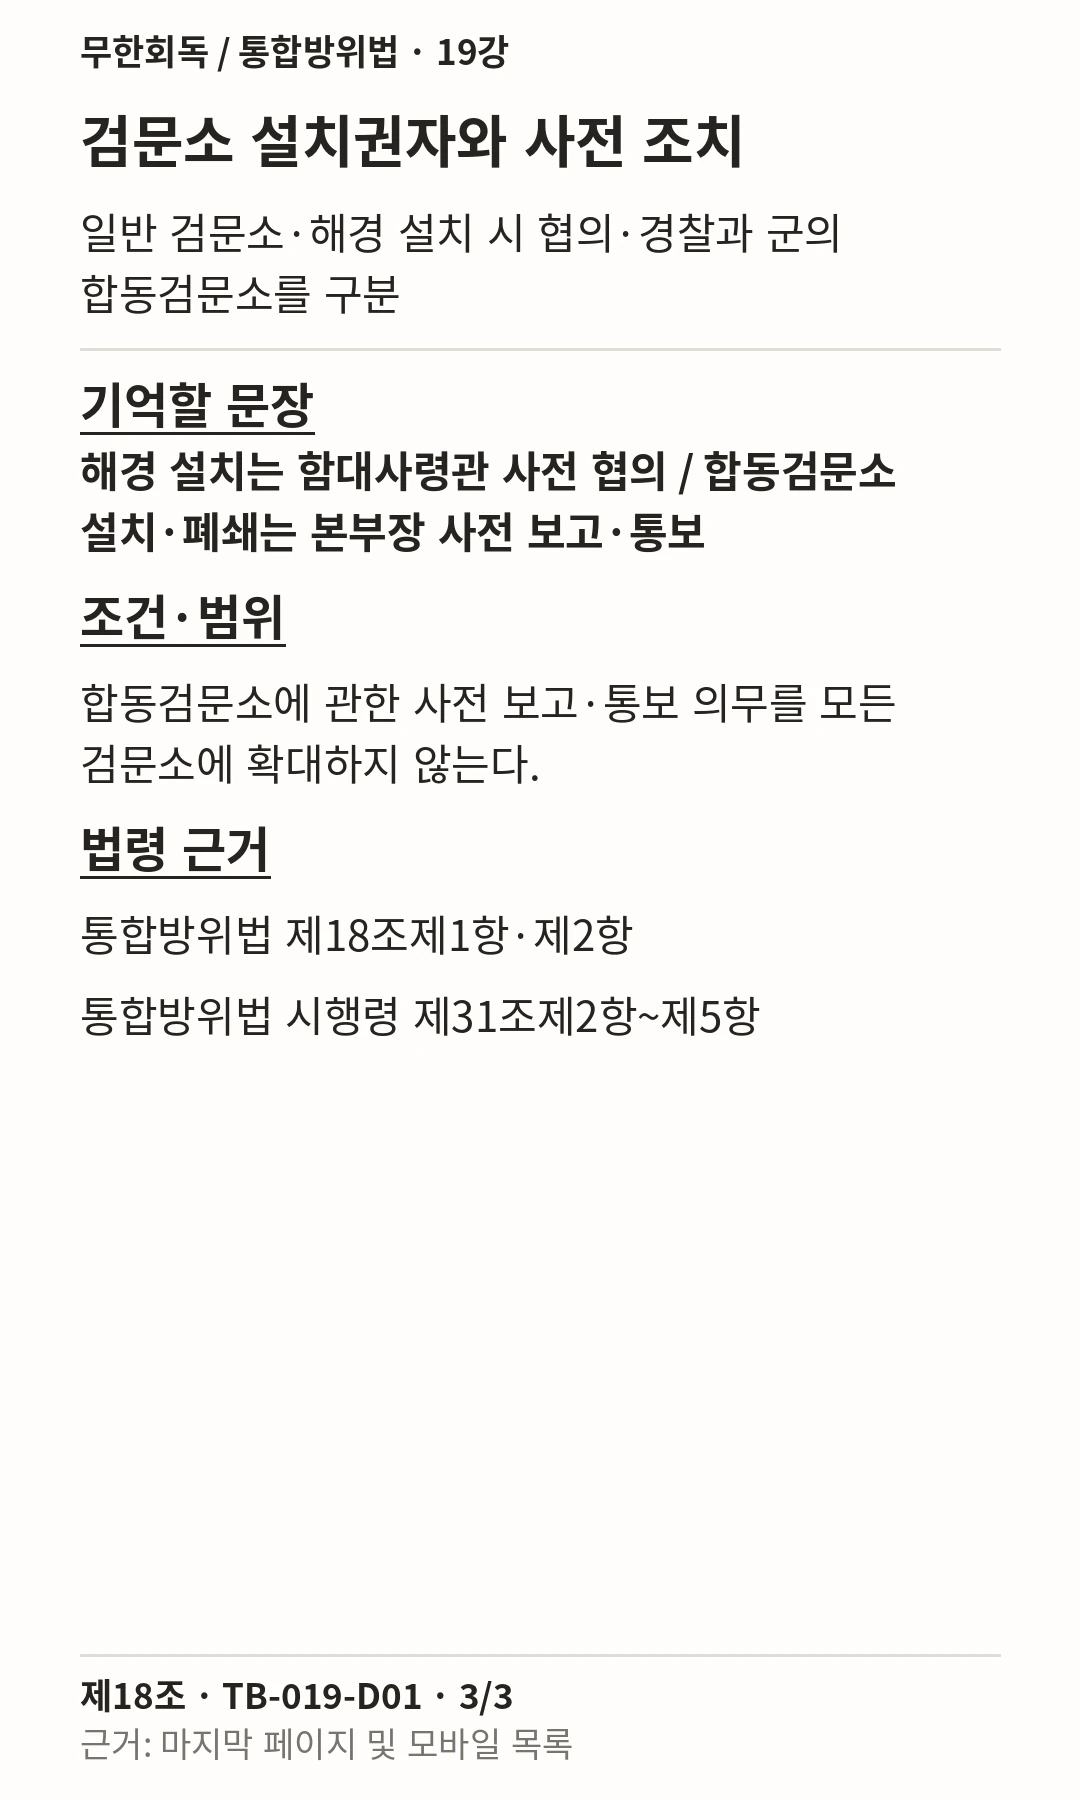 무한회독 / 통합방위법 · 19강
검문소 설치권자와 사전 조치
일반 검문소·해경 설치 시 협의·경찰과 군의
합동검문소를 구분
기억할 문장
해경 설치는 함대사령관 사전 협의 / 합동검문소
설치·폐쇄는 본부장 사전 보고·통보
조건·범위
합동검문소에 관한 사전 보고·통보 의무를 모든
검문소에 확대하지 않는다.
법령 근거
통합방위법 제18조제1항·제2항
통합방위법 시행령 제31조제2항~제5항
제18조 · TB-019-D01 · 3/3
근거: 마지막 페이지 및 모바일 목록